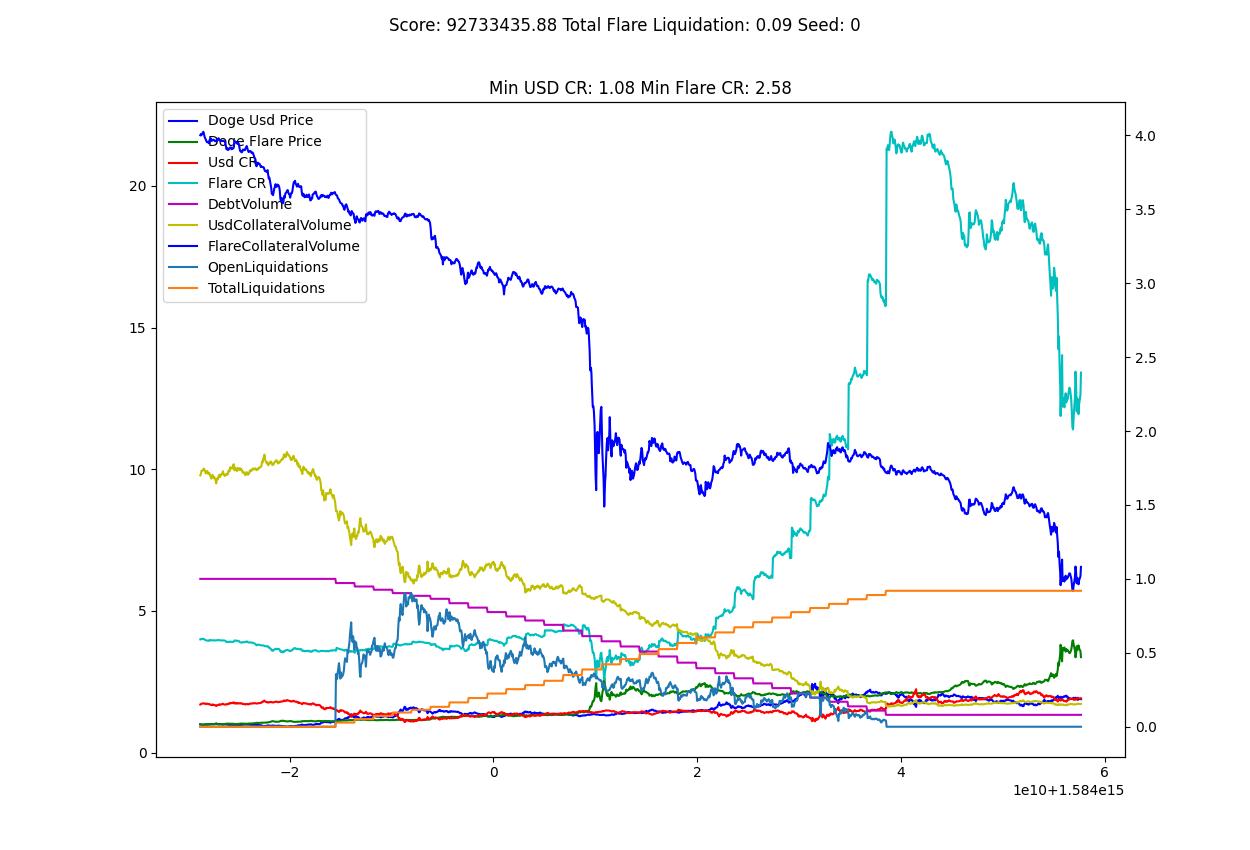 Score: 92733435.88 Total Flare Liquidation: 0.09 Seed: 0
Min USD CR: 1.08 Min Flare CR: 2.58
Doge Usd Price
Doge Flare Price
Usd CR
Flare CR
DebtVolume
UsdCollateralVolume
FlareCollateralVolume
OpenLiquidations
TotalLiquidations
20
15
10
5
0
4.0
3.5
3.0
2.5
2.0
1.5
1.0
0.5
0.0
−2 0 2 4 6
1e10+1.584e15